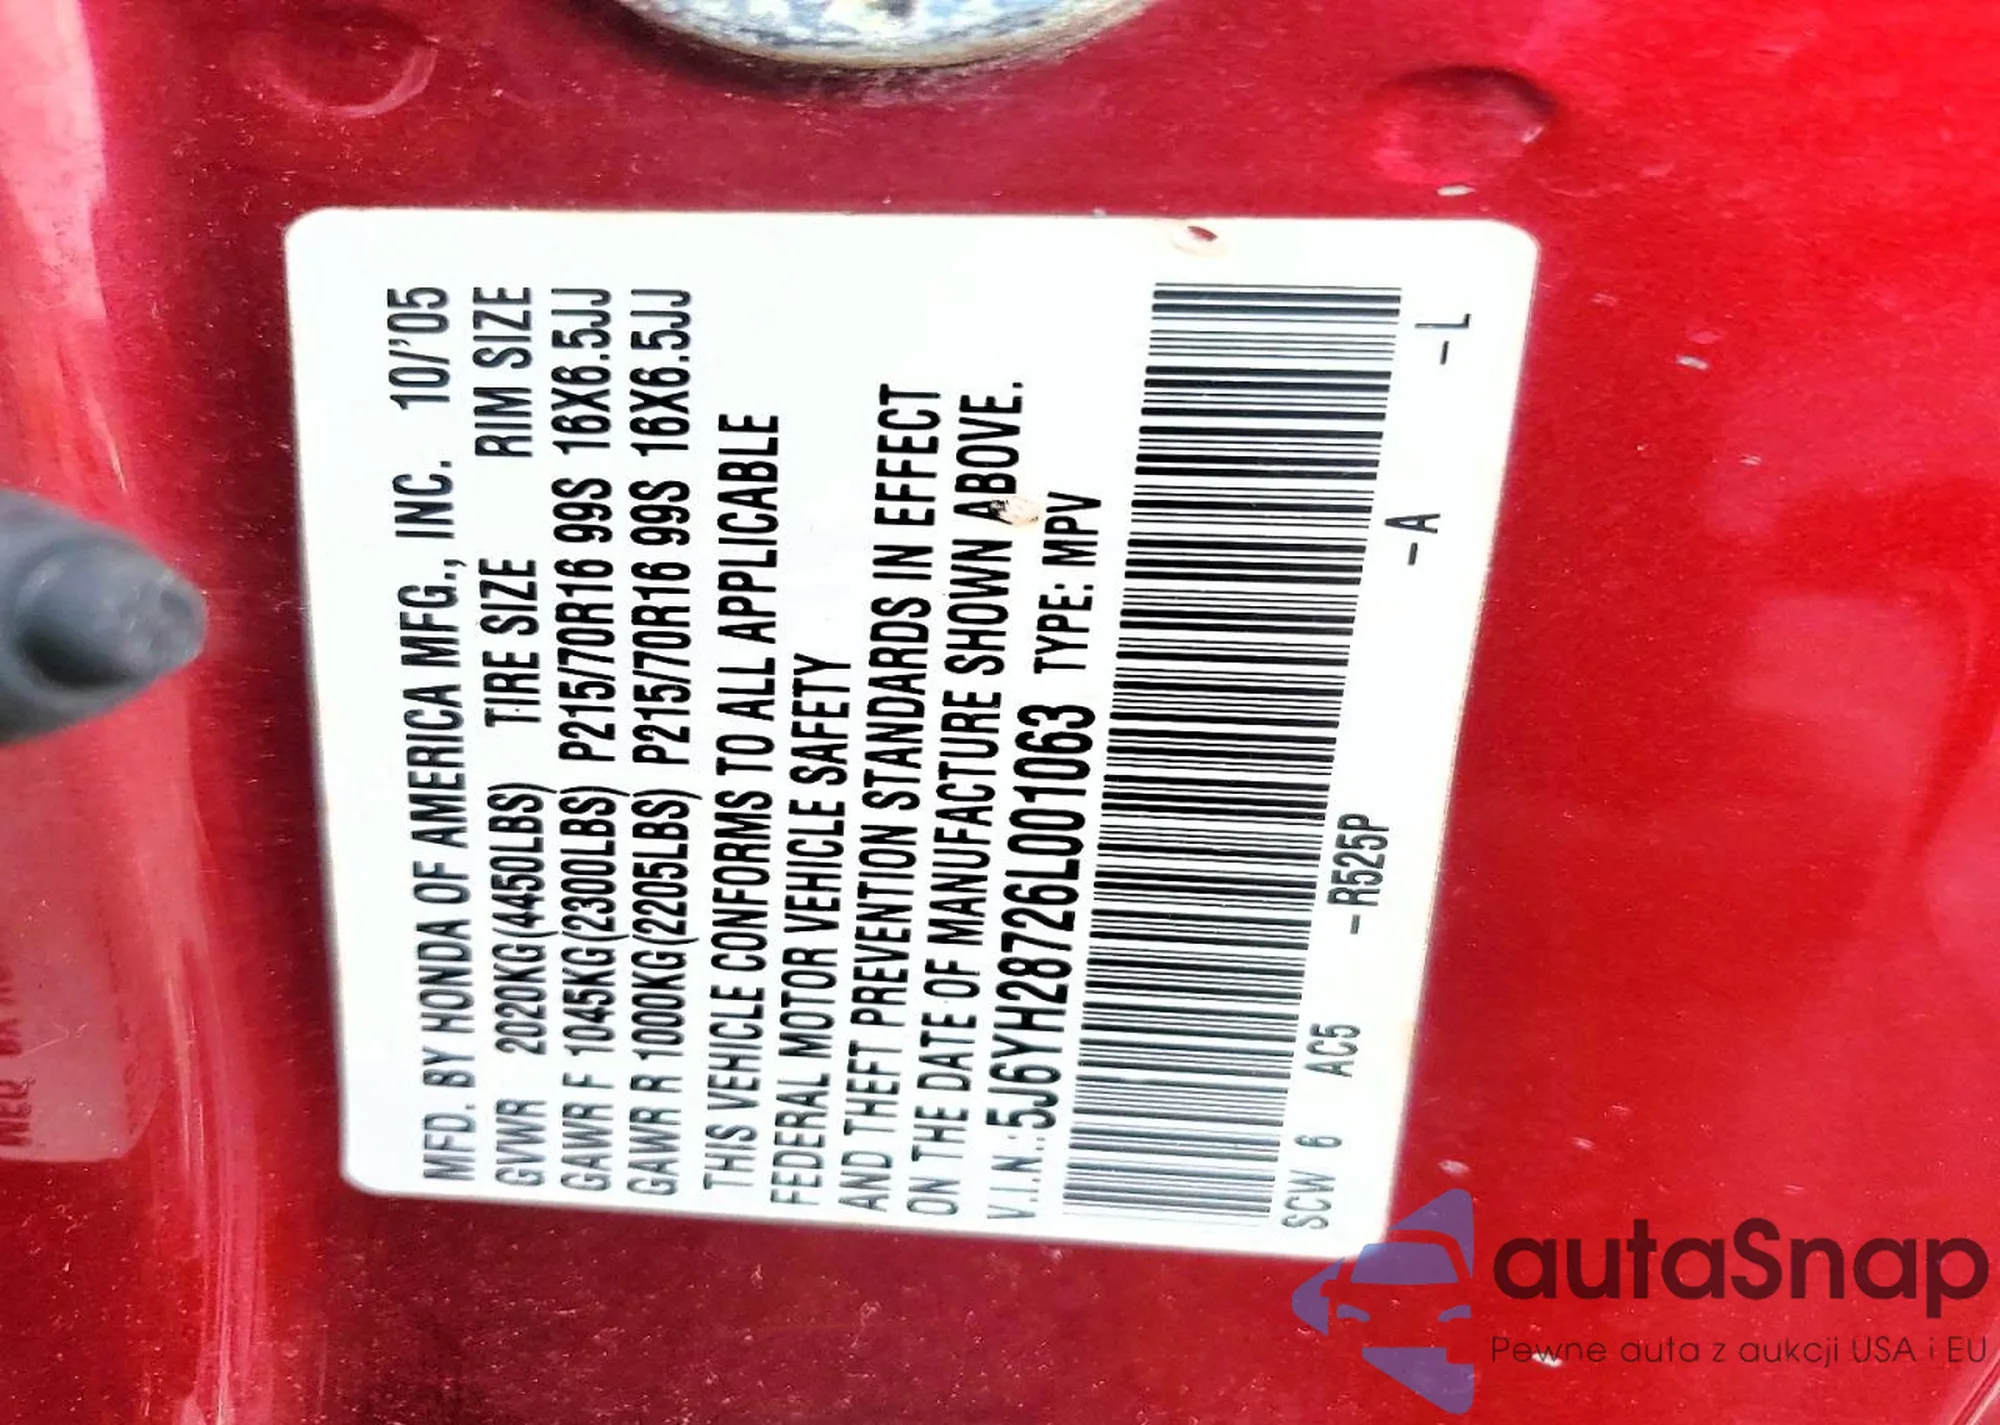 MFD. BY HONDA OF AMERICA MFG., INC. 10/'05
GVWR 2020KG(4450LBS) TIRE SIZE RIM SIZE
GAWR F 1045KG(2300LBS) P215/70R16 99S 16X6.5JJ
GAWR R 1000KG(2205LBS) P215/70R16 99S 16X6.5JJ
THIS VEHICLE CONFORMS TO ALL APPLICABLE
FEDERAL MOTOR VEHICLE SAFETY
AND THEFT PREVENTION STANDARDS IN EFFECT
ON THE DATE OF MANUFACTURE SHOWN ABOVE.
V.I.N.:5J6YH28726L001063 TYPE: MPV
SCW 6 AC5 -R525P -A -L
autaSnap
Pewne auta z aukcji USA i EU